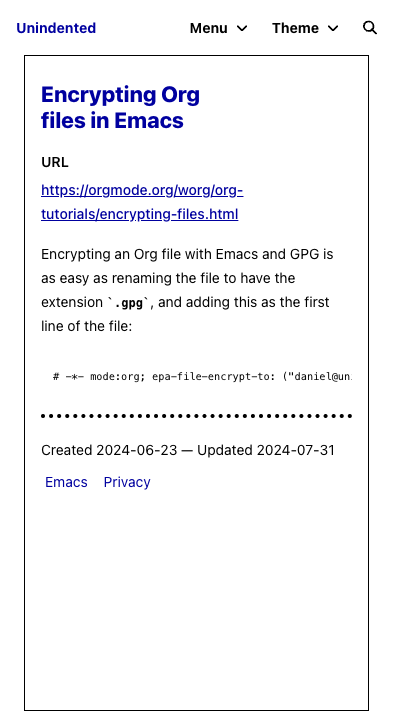 Unindented Menu Theme
Encrypting Org
files in Emacs
URL
https://orgmode.org/worg/org-
tutorials/encrypting-files.html
Encrypting an Org file with Emacs and GPG is
as easy as renaming the file to have the
extension `.gpg`, and adding this as the first
line of the file:
# -*- mode:org; epa-file-encrypt-to: ("daniel@un
Created 2024-06-23 — Updated 2024-07-31
Emacs Privacy